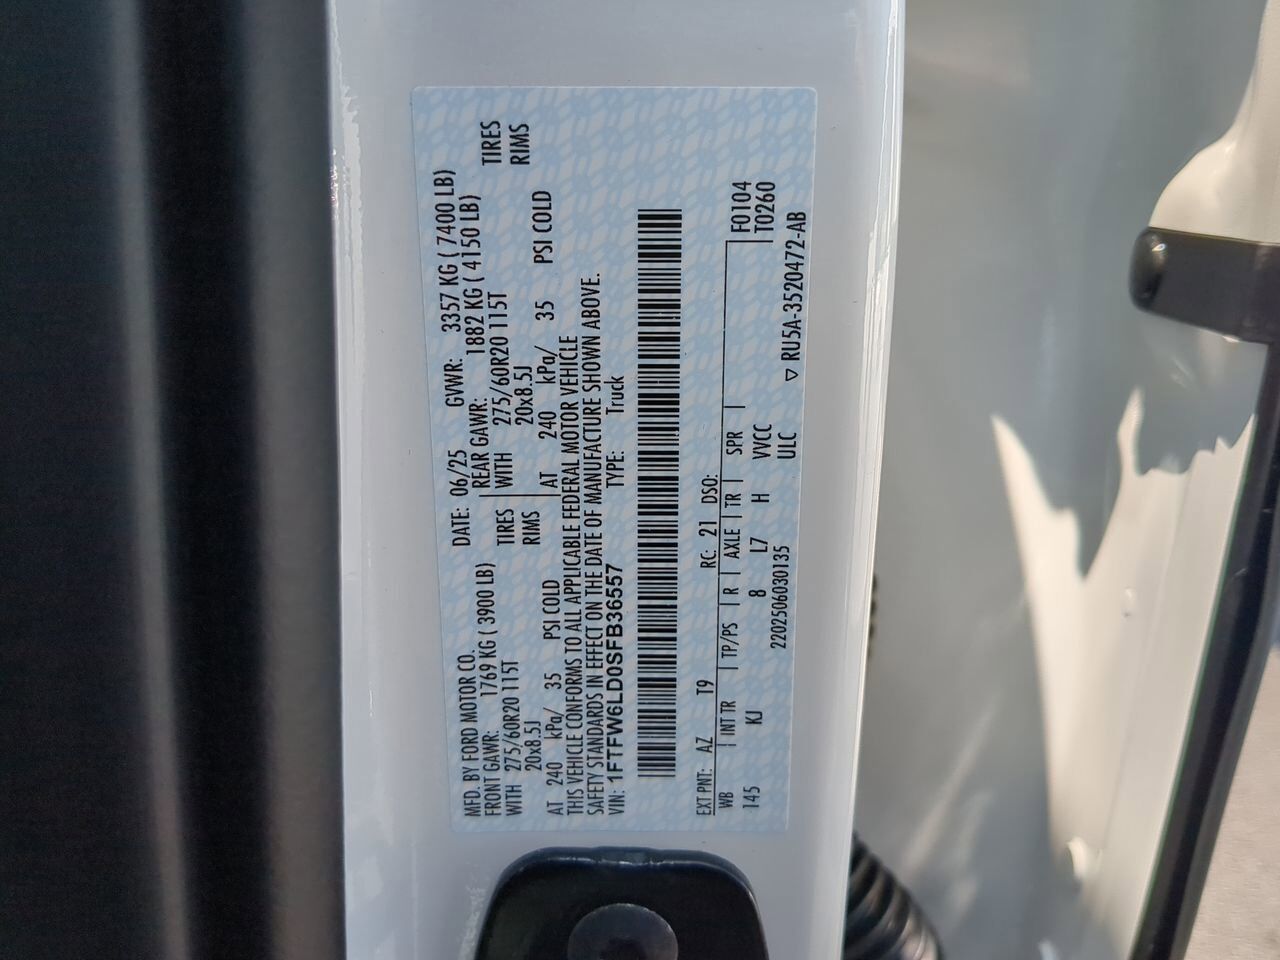 MFD. BY FORD MOTOR CO. DATE: 06/25 GVWR: 3357 KG ( 7400 LB)
FRONT GAWR: 1769 KG ( 3900 LB) REAR GAWR: 1882 KG ( 4150 LB)
WITH 275/60R20 115T TIRES WITH 275/60R20 115T TIRES
20x8.5J RIMS 20x8.5J RIMS
AT 240 kPa/ 35 PSI COLD AT 240 kPa/ 35 PSI COLD
THIS VEHICLE CONFORMS TO ALL APPLICABLE FEDERAL MOTOR VEHICLE
SAFETY STANDARDS IN EFFECT ON THE DATE OF MANUFACTURE SHOWN ABOVE.
VIN: 1FTFW6LD0SFB36557 TYPE: Truck
EXT PNT: AZ T9 RC: 21 DSO: F0104
WB INT TR TP/PS R AXLE TR SPR T0260
145 KJ 8 L7 H VVCC
2202506030135 ULC ▽ RU5A-3520472-AB